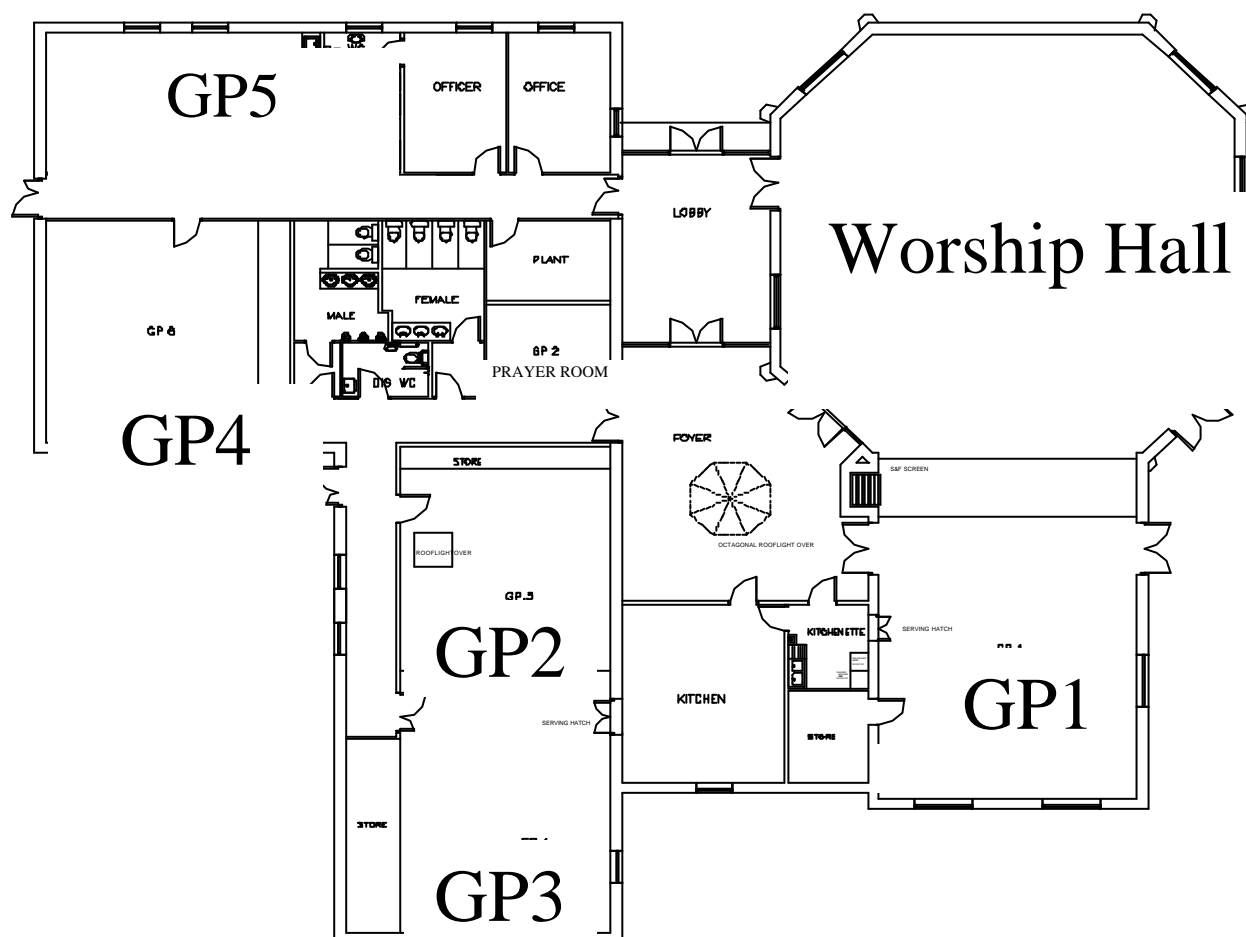 GP5
OFFICER
OFFICE
LOBBY
Worship Hall
PLANT
MALE
FEMALE
GP 6
GP 2
PRAYER ROOM
DIS WC
GP4
STORE
FOYER
S&F SCREEN
ROOFLIGHT OVER
OCTAGONAL ROOFLIGHT OVER
GP.3
GP2
KITCHENETTE
SERVING HATCH
KITCHEN
GP1
SERVING HATCH
STORE
STORE
GP3